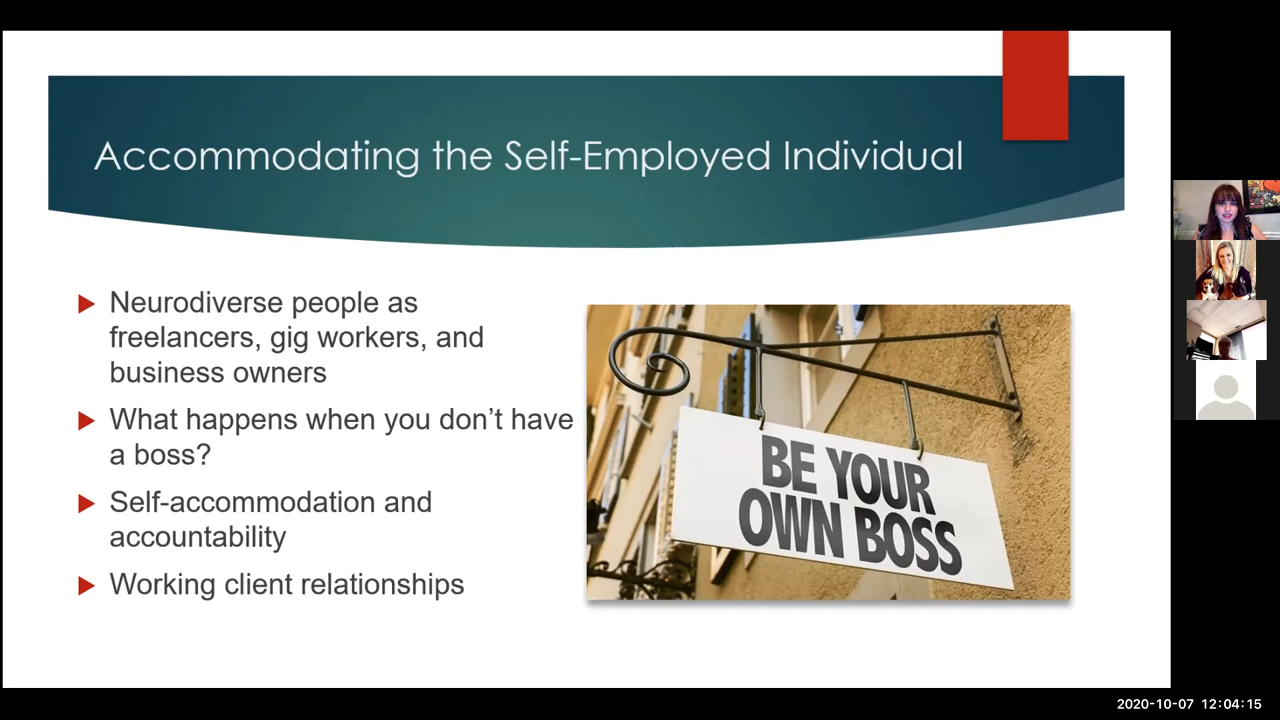 Accommodating the Self-Employed Individual
Neurodiverse people as
freelancers, gig workers, and
business owners
What happens when you don’t have
a boss?
Self-accommodation and
accountability
Working client relationships
BE YOUR
OWN BOSS
2020-10-07 12:04:15